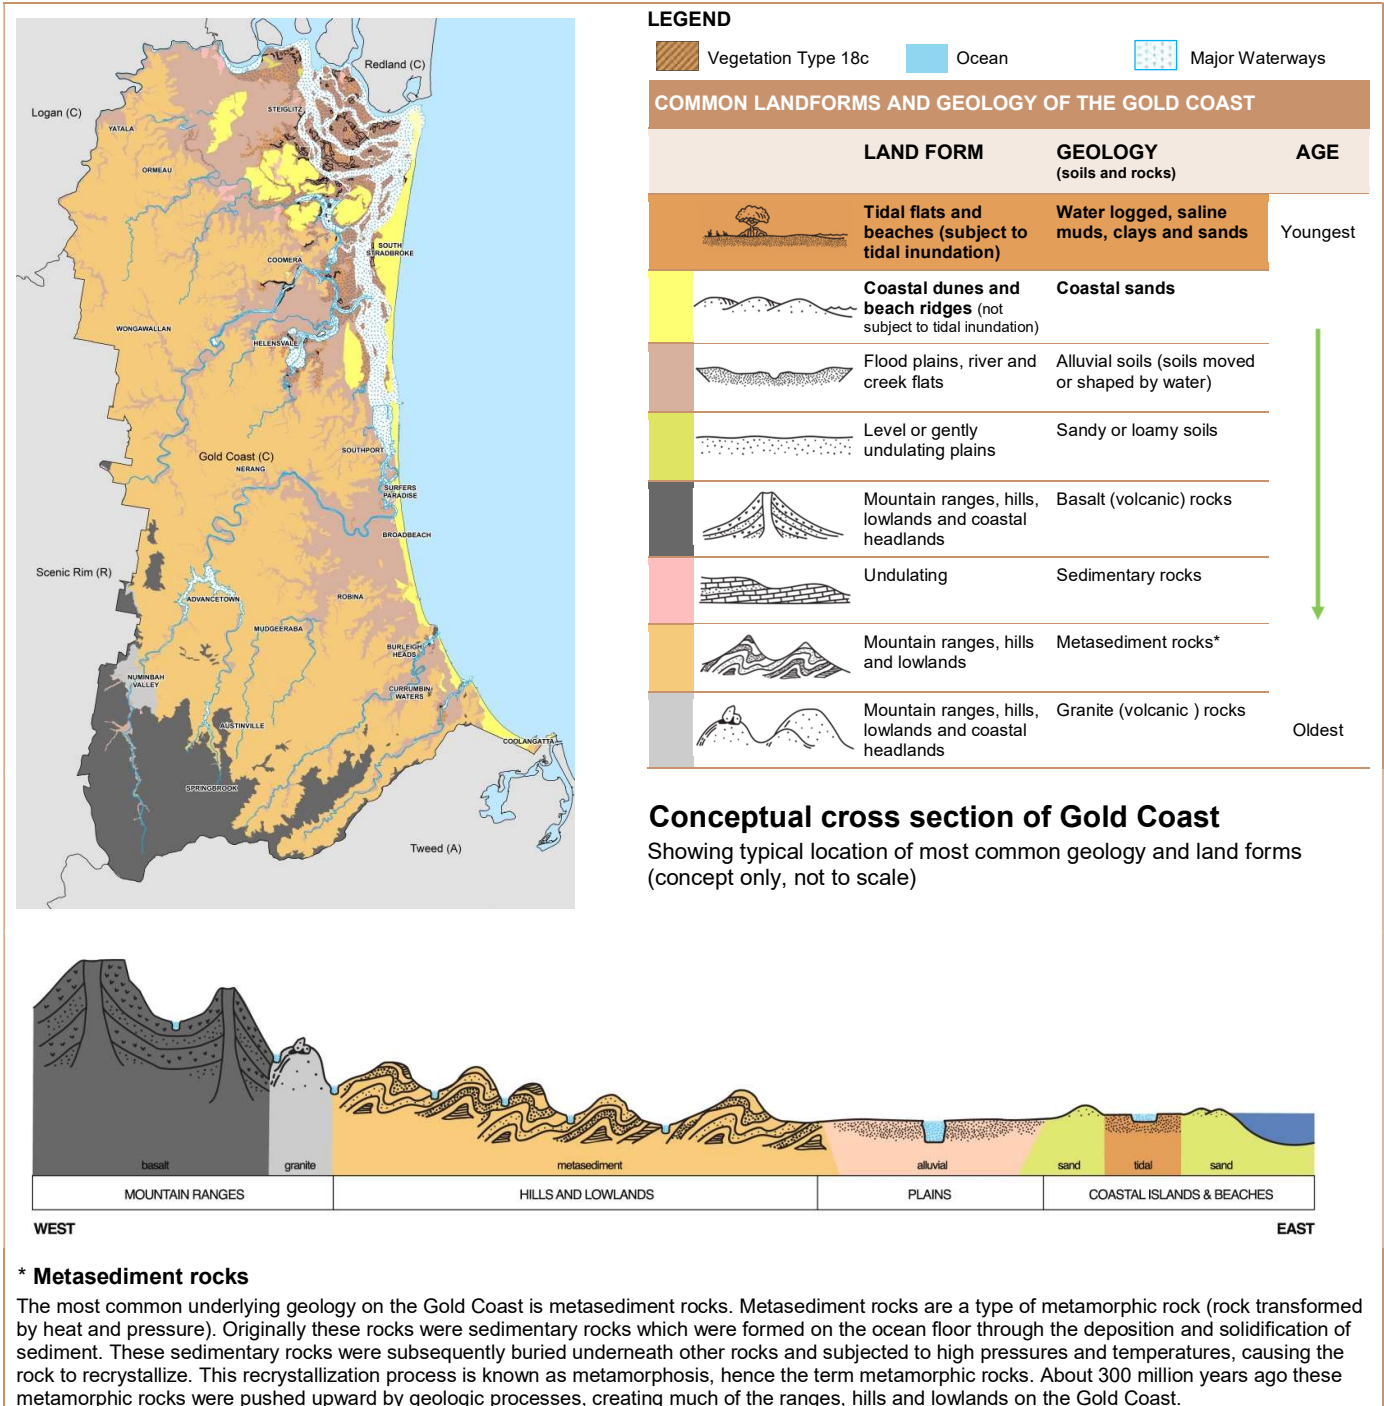 LEGEND
Vegetation Type 18c
Ocean
Major Waterways
COMMON LANDFORMS AND GEOLOGY OF THE GOLD COAST
LAND FORM
GEOLOGY
(soils and rocks)
AGE
Tidal flats and
beaches (subject to
tidal inundation)
Water logged, saline
muds, clays and sands
Youngest
Coastal dunes and
beach ridges (not
subject to tidal inundation)
Coastal sands
Flood plains, river and
creek flats
Alluvial soils (soils moved
or shaped by water)
Level or gently
undulating plains
Sandy or loamy soils
Mountain ranges, hills,
lowlands and coastal
headlands
Basalt (volcanic) rocks
Undulating
Sedimentary rocks
Mountain ranges, hills
and lowlands
Metasediment rocks*
Mountain ranges, hills,
lowlands and coastal
headlands
Granite (volcanic ) rocks
Oldest
Redland (C)
Logan (C)
STEIGLITZ
YATALA
ORMEAU
SOUTH
STRADBROKE
COOMERA
WONGAWALLAN
HELENSVALE
SOUTHPORT
Gold Coast (C)
NERANG
SURFERS
PARADISE
BROADBEACH
Scenic Rim (R)
ADVANCETOWN
ROBINA
MUDGEERABA
BURLEIGH
HEADS
NUMINBAH
VALLEY
CURRUMBIN
WATERS
AUSTINVILLE
COOLANGATTA
SPRINGBROOK
Tweed (A)
Conceptual cross section of Gold Coast
Showing typical location of most common geology and land forms
(concept only, not to scale)
basalt
granite
metasediment
alluvial
sand
tidal
sand
MOUNTAIN RANGES
HILLS AND LOWLANDS
PLAINS
COASTAL ISLANDS & BEACHES
WEST
EAST
* Metasediment rocks
The most common underlying geology on the Gold Coast is metasediment rocks. Metasediment rocks are a type of metamorphic rock (rock transformed
by heat and pressure). Originally these rocks were sedimentary rocks which were formed on the ocean floor through the deposition and solidification of
sediment. These sedimentary rocks were subsequently buried underneath other rocks and subjected to high pressures and temperatures, causing the
rock to recrystallize. This recrystallization process is known as metamorphosis, hence the term metamorphic rocks. About 300 million years ago these
metamorphic rocks were pushed upward by geologic processes, creating much of the ranges, hills and lowlands on the Gold Coast.